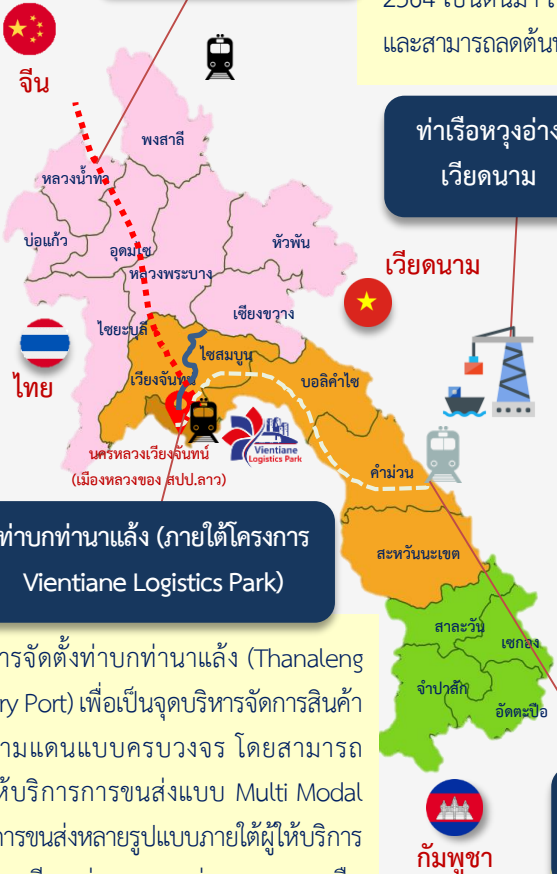 2564 เป็นต้นมา
และสามารถลดต้นทุ
จีน
พงสาลี
ท่าเรือหวุงอ่าง
เวียดนาม
หลวงน้ำทา
บ่อแก้ว
อุดมไซ
หัวพัน
หลวงพระบาง
เวียดนาม
เชียงขวาง
ไซยะบุลี
ไซสมบูน
ไทย
เวียงจันทน์
บอลิคำไซ
Vientiane
Logistics Park
นครหลวงเวียงจันทน์
(เมืองหลวงของ สปป.ลาว)
คำม่วน
ท่าบกท่านาแล้ง (ภายใต้โครงการ
Vientiane Logistics Park)
สะหวันนะเขต
สาละวัน
เซกอง
การจัดตั้งท่าบกท่านาแล้ง (Thanaleng
ry Port) เพื่อเป็นจุดบริหารจัดการสินค้า
ามแดนแบบครบวงจร โดยสามารถ
ห้บริการการขนส่งแบบ Multi Modal
การขนส่งหลายรูปแบบภายใต้ผู้ให้บริการ
จำปาสัก
อัดตะปือ
กัมพูชา